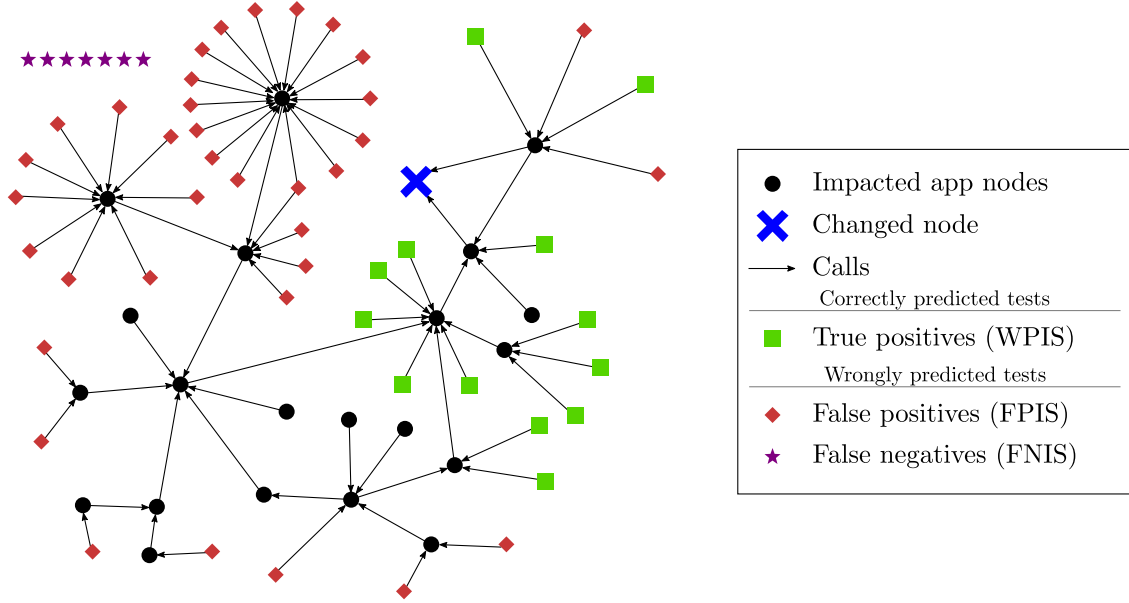 Impacted app nodes
Changed node
Calls
Correctly predicted tests
True positives (WPIS)
Wrongly predicted tests
False positives (FPIS)
False negatives (FNIS)